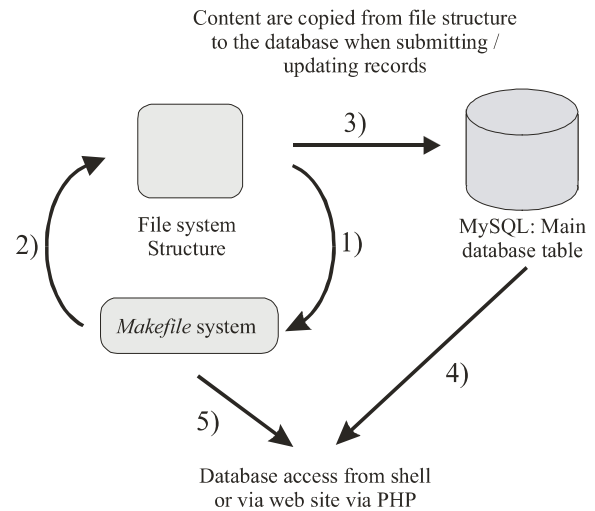 Content are copied from file structure
to the database when submitting /
updating records
3)
File system
Structure
MySQL: Main
database table
2)
1)
Makefile system
4)
5)
Database access from shell
or via web site via PHP